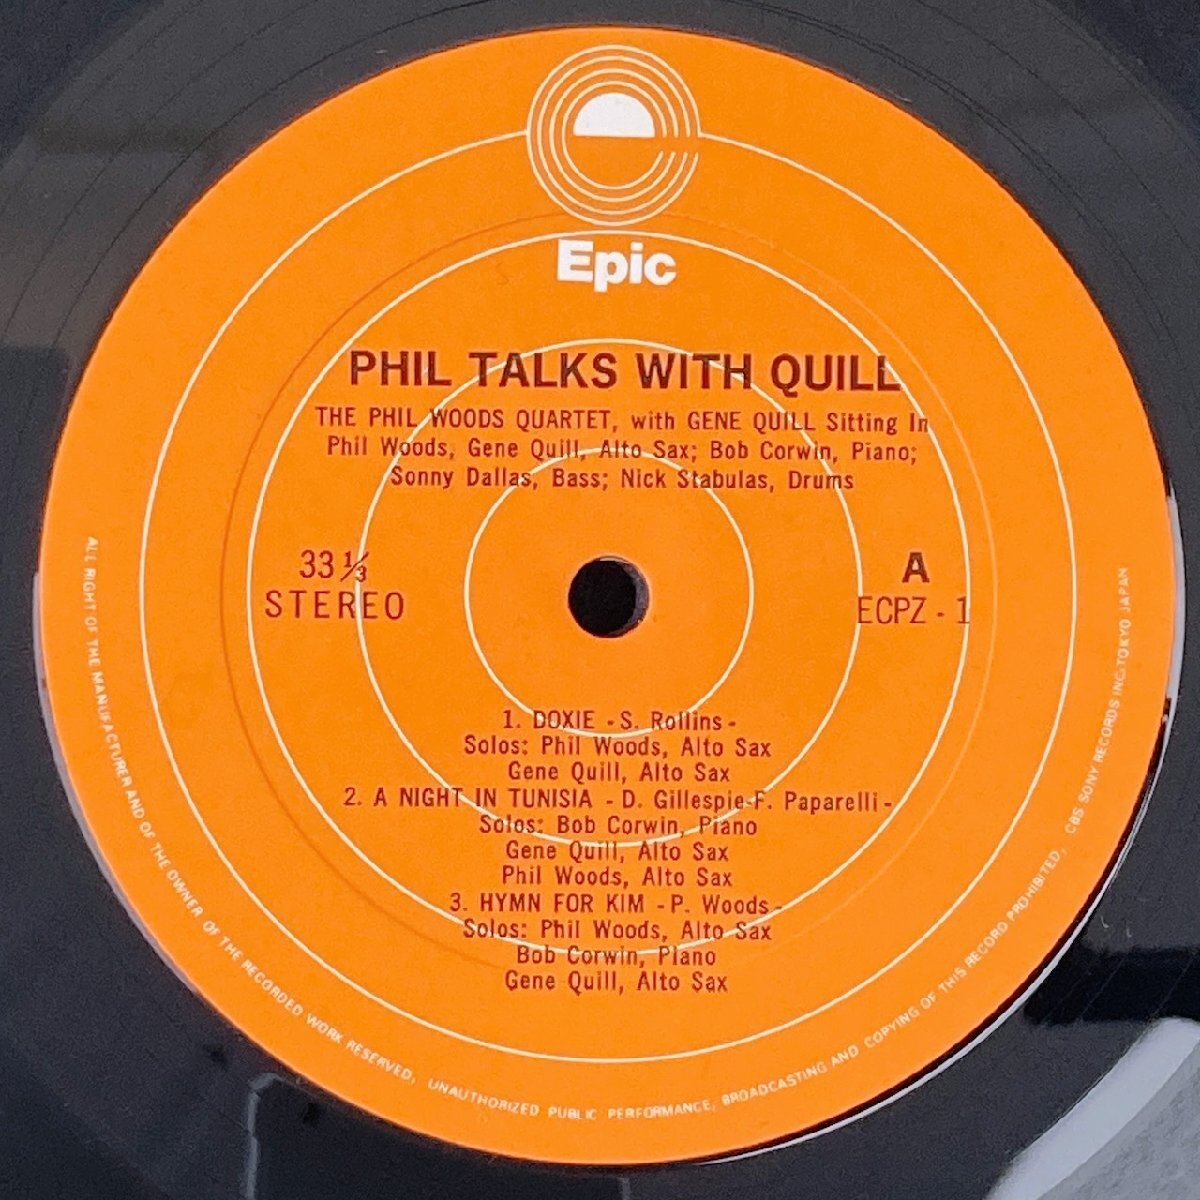 Epic
PHIL TALKS WITH QUILL
THE PHIL WOODS QUARTET, with GENE QUILL Sitting In
Phil Woods, Gene Quill, Alto Sax; Bob Corwin, Piano;
Sonny Dallas, Bass; Nick Stabulas, Drums
33 ⅓
STEREO
A
ECPZ - 1
1. DOXIE - S. Rollins -
Solos: Phil Woods, Alto Sax
Gene Quill, Alto Sax
2. A NIGHT IN TUNISIA - D. Gillespie-F. Paparelli -
Solos: Bob Corwin, Piano
Gene Quill, Alto Sax
Phil Woods, Alto Sax
3. HYMN FOR KIM - P. Woods -
Solos: Phil Woods, Alto Sax
Bob Corwin, Piano
Gene Quill, Alto Sax
ALL RIGHT OF THE MANUFACTURER AND OF THE OWNER OF THE RECORDED WORK RESERVED, UNAUTHORIZED PUBLIC PERFORMANCE, BROADCASTING AND COPYING OF THIS RECORD PROHIBITED, CBS SONY RECORDS INC/TOKYO JAPAN